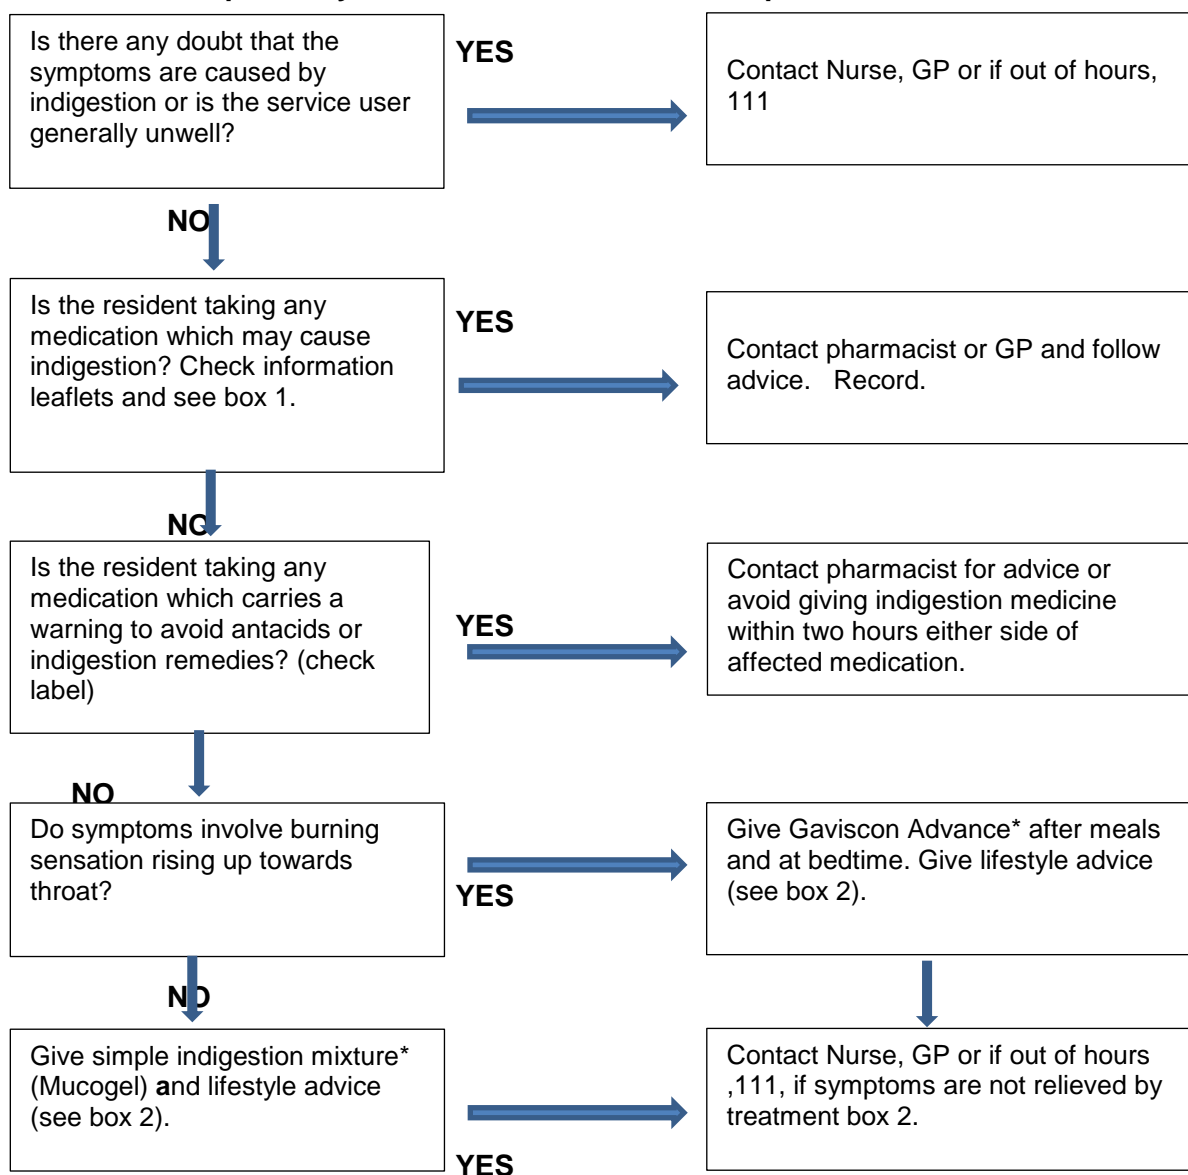 Is there any doubt that the
symptoms are caused by
indigestion or is the service user
generally unwell?
YES
Contact Nurse, GP or if out of hours,
111
NO
Is the resident taking any
medication which may cause
indigestion? Check information
leaflets and see box 1.
YES
Contact pharmacist or GP and follow
advice. Record.
NO
Is the resident taking any
medication which carries a
warning to avoid antacids or
indigestion remedies? (check
label)
YES
Contact pharmacist for advice or
avoid giving indigestion medicine
within two hours either side of
affected medication.
NO
Do symptoms involve burning
sensation rising up towards
throat?
YES
Give Gaviscon Advance* after meals
and at bedtime. Give lifestyle advice
(see box 2).
NO
Give simple indigestion mixture*
(Mucogel) and lifestyle advice
(see box 2).
YES
Contact Nurse, GP or if out of hours
,111, if symptoms are not relieved by
treatment box 2.